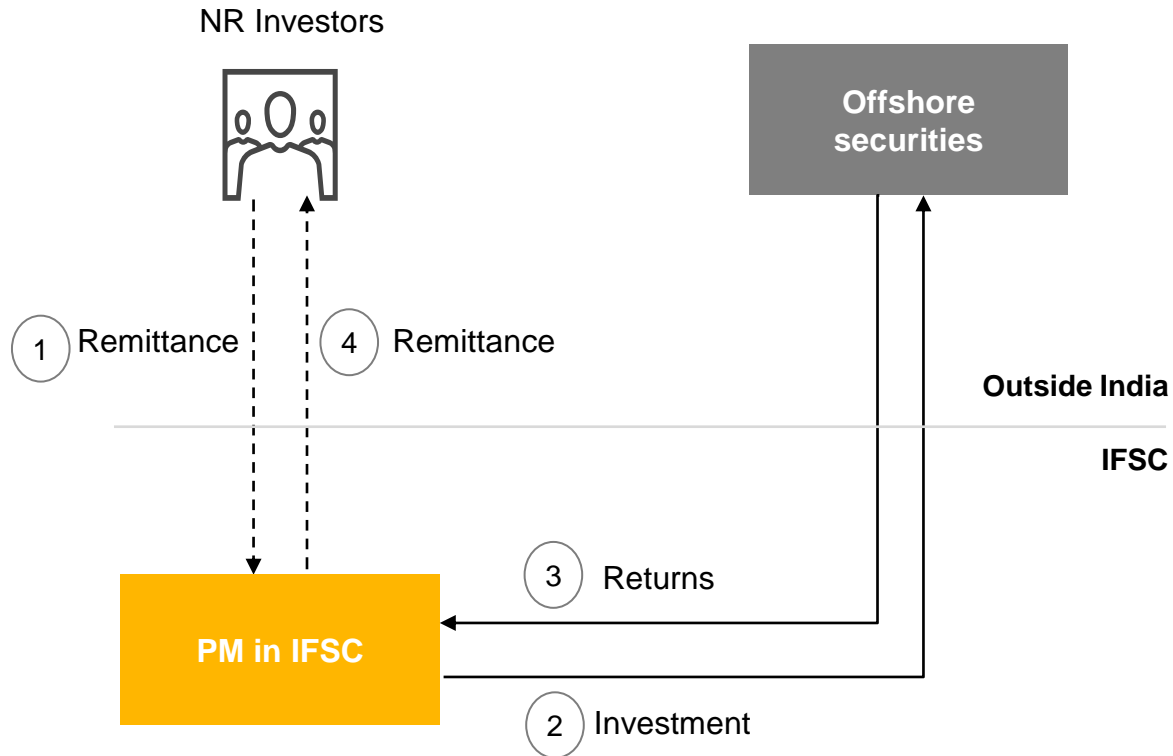 NR Investors
Offshore
securities
1 Remittance
4 Remittance
Outside India
IFSC
3 Returns
PM in IFSC
2 Investment